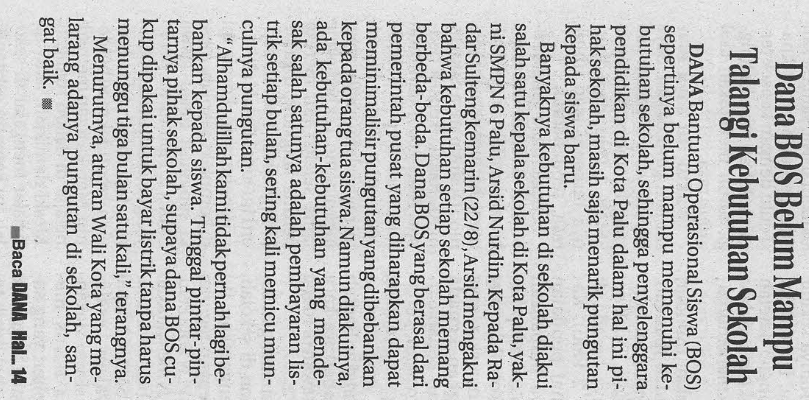 Dana BOS Belum Mampu
Talangi Kebutuhan Sekolah
DANA Bantuan Operasional Siswa (BOS)
sepertinya belum mampu memenuhi ke-
butuhan sekolah, sehingga penyelenggara
pendidikan di Kota Palu dalam hal ini pi-
hak sekolah, masih saja menarik pungutan
kepada siswa baru.
Banyaknya kebutuhan di sekolah diakui
salah satu kepala sekolah di Kota Palu, yak-
ni SMPN 6 Palu, Arsid Nurdin. Kepada Ra-
dar Sulteng kemarin (22/8), Arsid mengakui
bahwa kebutuhan setiap sekolah memang
berbeda-beda. Dana BOS yang berasal dari
pemerintah pusat yang diharapkan dapat
meminimalisir pungutan yang dibebankan
kepada orang tua siswa. Namun diakuinya,
ada kebutuhan-kebutuhan yang mende-
sak salah satunya adalah pembayaran lis-
trik setiap bulan, sering kali memicu mun-
culnya pungutan.
"Alhamdulillah kami tidak pernah lagi be-
bankan kepada siswa. Tinggal pintar-pin-
tarnya pihak sekolah, supaya dana BOS cu-
kup dipakai untuk bayar listrik tanpa harus
menunggu tiga bulan satu kali," terangnya.
Menurutnya, aturan Wali Kota yang me-
larang adanya pungutan di sekolah, san-
gat baik.
Baca DANA Hal.. 14